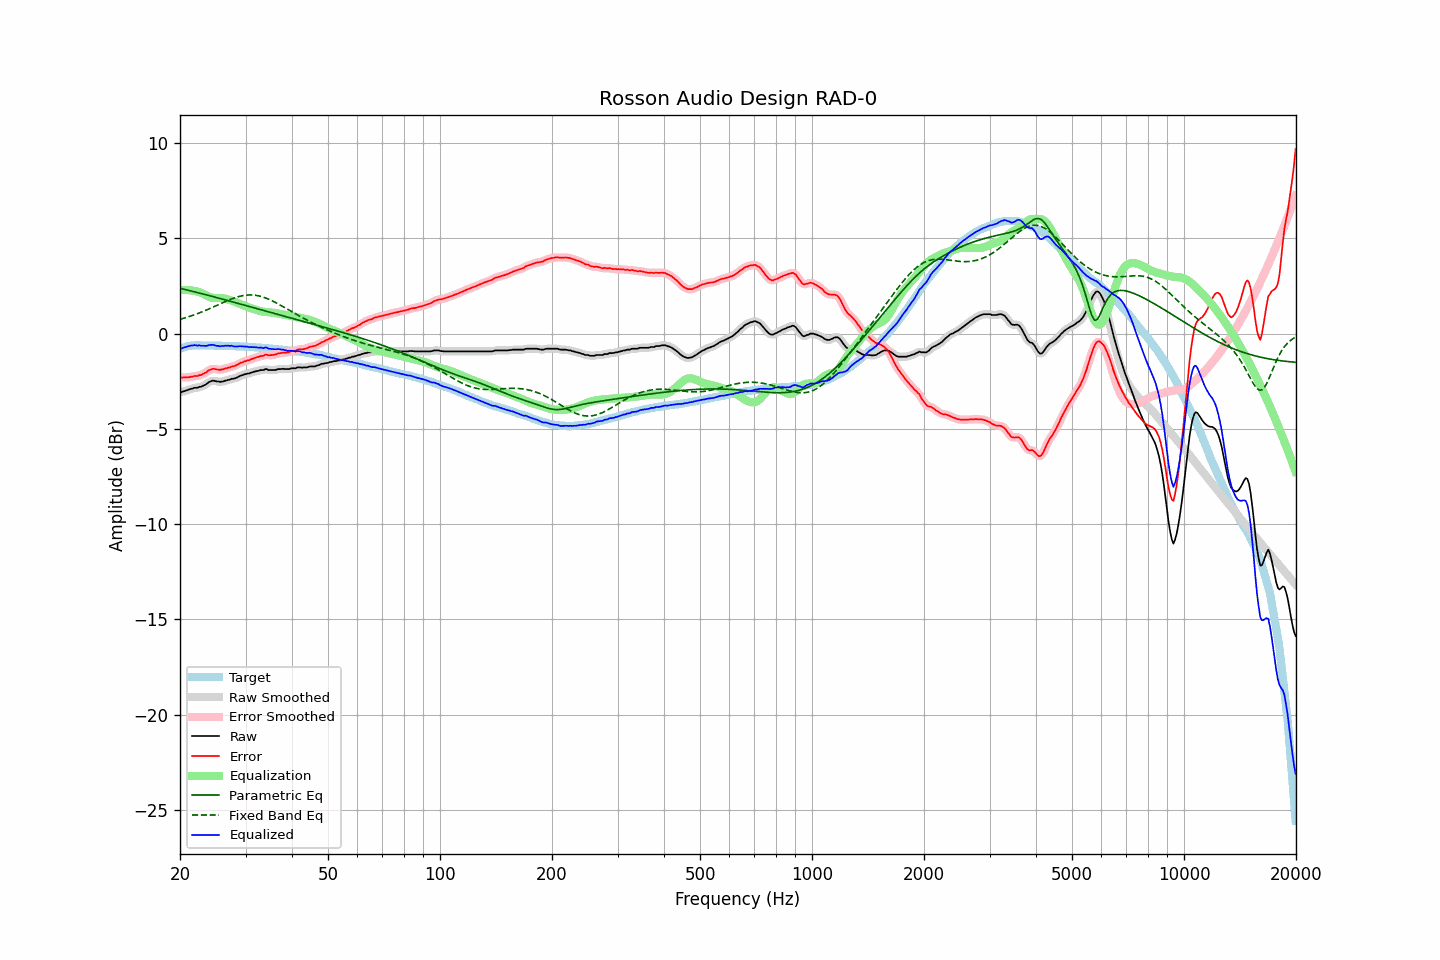 Rosson Audio Design RAD-0
10
5
0
−5
−10
−15
−20
−25
Amplitude (dBr)
Target
Raw Smoothed
Error Smoothed
Raw
Error
Equalization
Parametric Eq
Fixed Band Eq
Equalized
20 50 100 200 500 1000 2000 5000 10000 20000
Frequency (Hz)